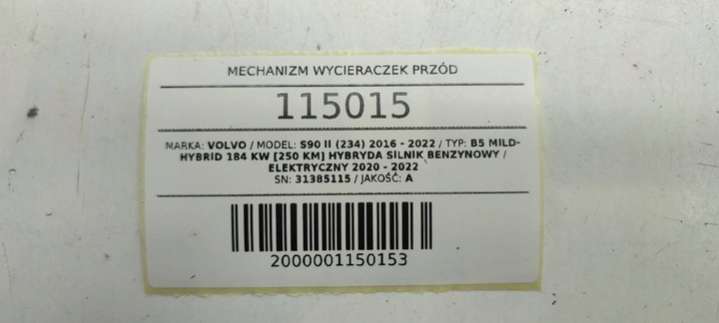 MECHANIZM WYCIERACZEK PRZÓD
115015
MARKA: VOLVO / MODEL: S90 II (234) 2016 - 2022 / TYP: B5 MILD-
HYBRID 184 KW [250 KM] HYBRYDA SILNIK BENZYNOWY /
ELEKTRYCZNY 2020 - 2022
SN: 31385115 / JAKOŚĆ: A
2000001150153